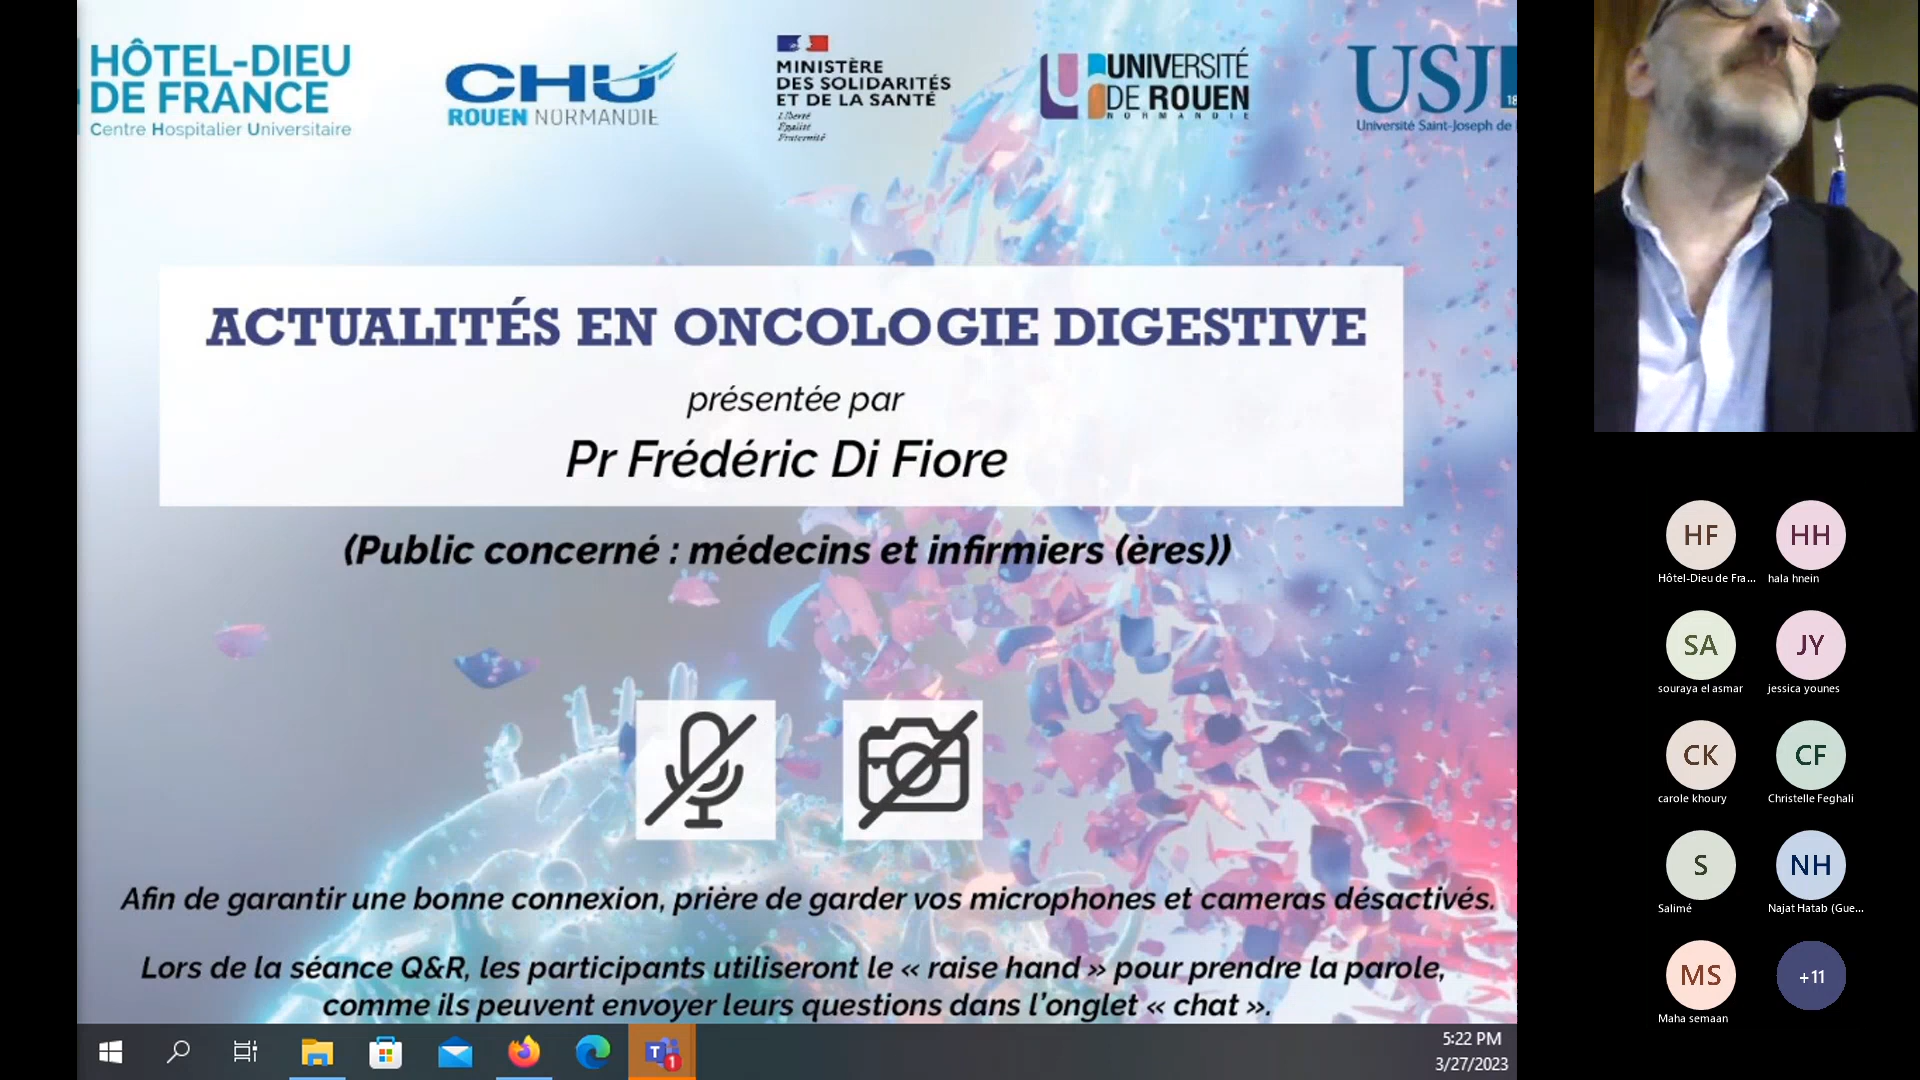 HÔTEL-DIEU
DE FRANCE
Centre Hospitalier Universitaire
CHU
ROUEN NORMANDIE
MINISTÈRE
DES SOLIDARITÉS
ET DE LA SANTÉ
Liberté
Égalité
Fraternité
UNIVERSITÉ
DE ROUEN
NORMANDIE
USJ
18
Université Saint-Joseph de
ACTUALITÉS EN ONCOLOGIE DIGESTIVE
présentée par
Pr Frédéric Di Fiore
(Public concerné : médecins et infirmiers (ères))
Afin de garantir une bonne connexion, prière de garder vos microphones et cameras désactivés.
Lors de la séance Q&R, les participants utiliseront le « raise hand » pour prendre la parole,
comme ils peuvent envoyer leurs questions dans l'onglet « chat ».
T 1
5:22 PM
3/27/2023
HF HH
Hôtel-Dieu de Fra... hala hnein
SA JY
souraya el asmar jessica younes
CK CF
carole khoury Christelle Feghali
S NH
Salimé Najat Hatab (Gue...
MS +11
Maha semaan